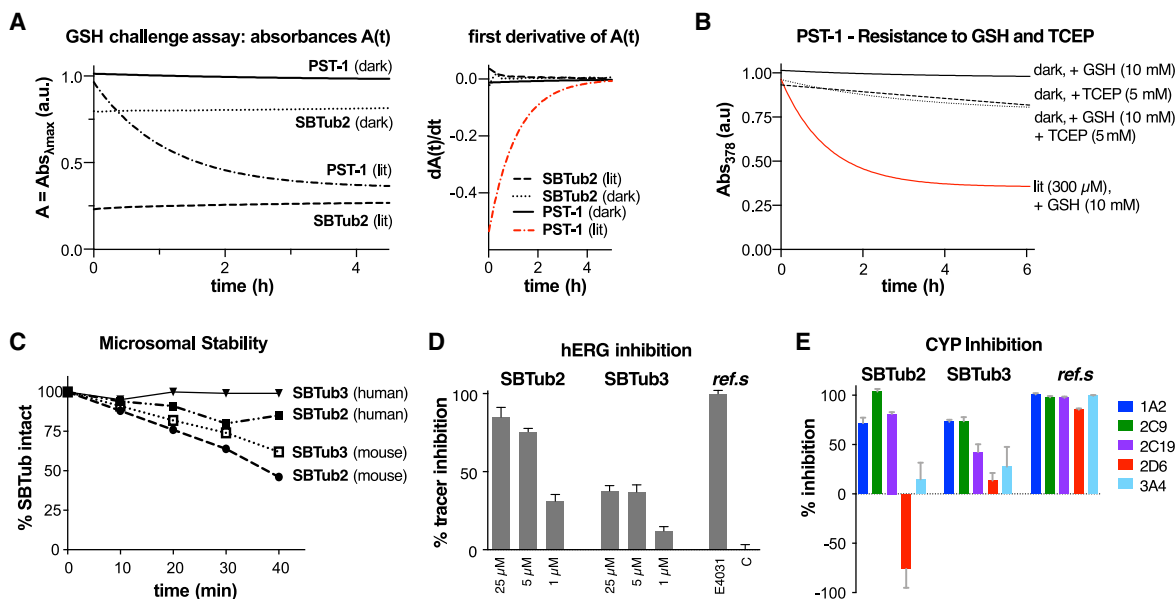 A
GSH challenge assay: absorbances A(t)
A = Abs λmax (a.u.)
1.0
0.5
0.0
PST-1 (dark)
SBTub2 (dark)
PST-1 (lit)
SBTub2 (lit)
0
2
4
time (h)
first derivative of A(t)
dA(t)/dt
0.0
-0.2
-0.4
SBTub2 (lit)
SBTub2 (dark)
PST-1 (dark)
PST-1 (lit)
0
2
4
time (h)
B
PST-1 - Resistance to GSH and TCEP
Abs378 (a.u)
1.00
0.75
0.50
0.25
0.00
dark, + GSH (10 mM)
dark, + TCEP (5 mM)
dark, + GSH (10 mM)
+ TCEP (5 mM)
lit (300 µM),
+ GSH (10 mM)
0
2
4
6
time (h)
C
Microsomal Stability
% SBTub intact
100
75
50
25
0
SBTub3 (human)
SBTub2 (human)
SBTub3 (mouse)
SBTub2 (mouse)
0
10
20
30
40
time (min)
D
hERG inhibition
SBTub2
SBTub3
ref.s
% tracer inhibition
100
50
0
25 µM
5 µM
1 µM
25 µM
5 µM
1 µM
E4031
C
E
CYP Inhibition
SBTub2
SBTub3
ref.s
% inhibition
100
50
0
-50
-100
1A2
2C9
2C19
2D6
3A4